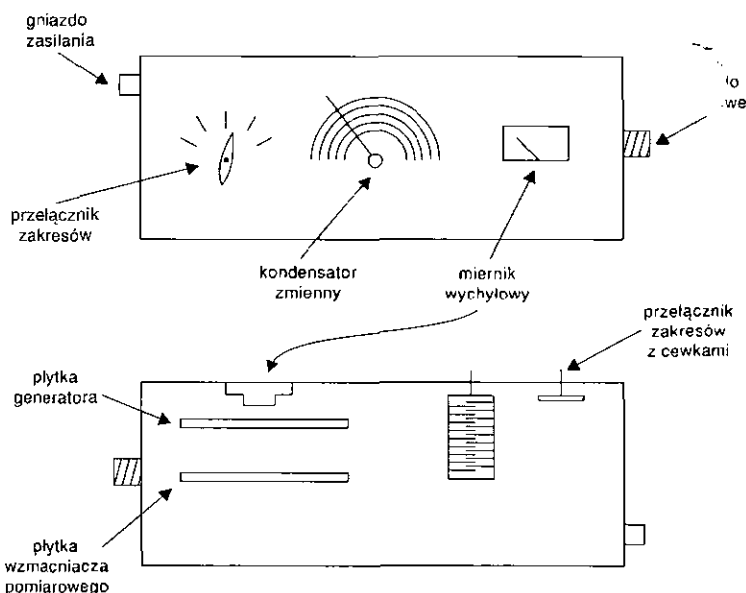 gniazdo
zasilania
przełącznik
zakresów
kondensator
zmienny
miernik
wychyłowy
przełącznik
zakresów
z cewkami
płytka
generatora
płytka
wzmacniacza
pomiarowego